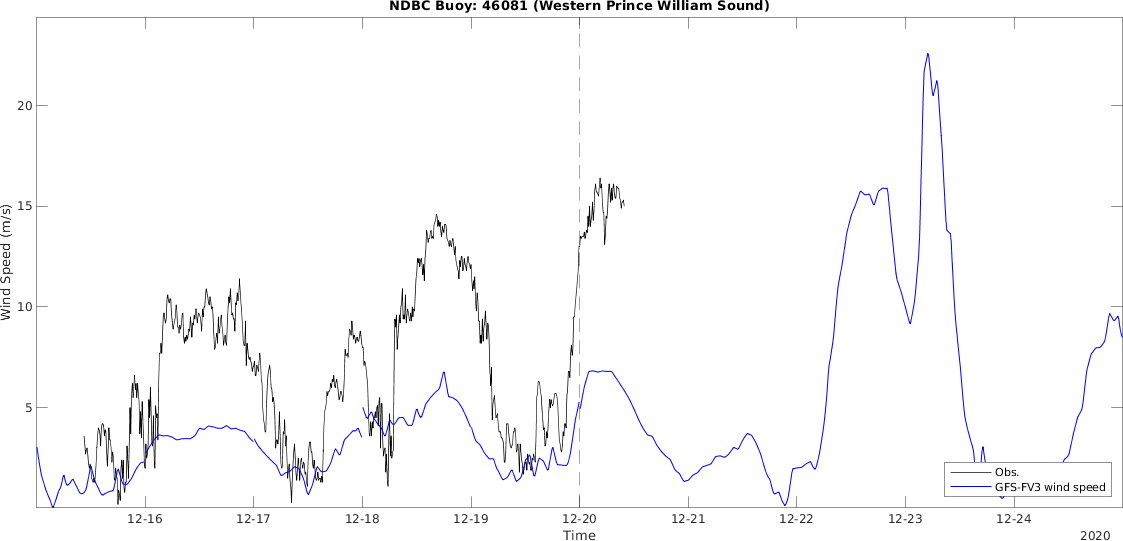 NDBC Buoy: 46081 (Western Prince William Sound)
Wind Speed (m/s)
20
15
10
5
Obs.
GFS-FV3 wind speed
12-16 12-17 12-18 12-19 12-20 12-21 12-22 12-23 12-24
Time
2020